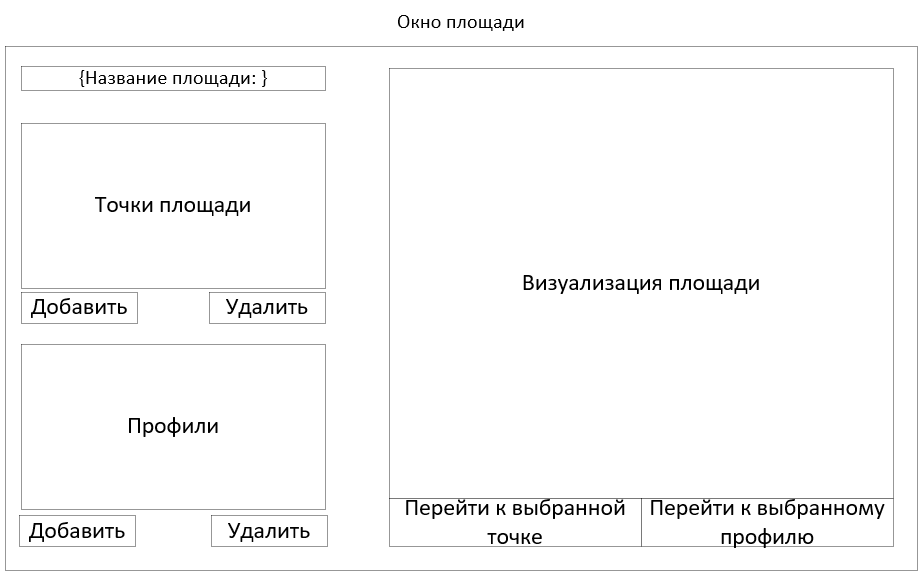 Окно площади
{Название площади: }
Точки площади
Добавить
Удалить
Профили
Добавить
Удалить
Визуализация площади
Перейти к выбранной
точке
Перейти к выбранному
профилю